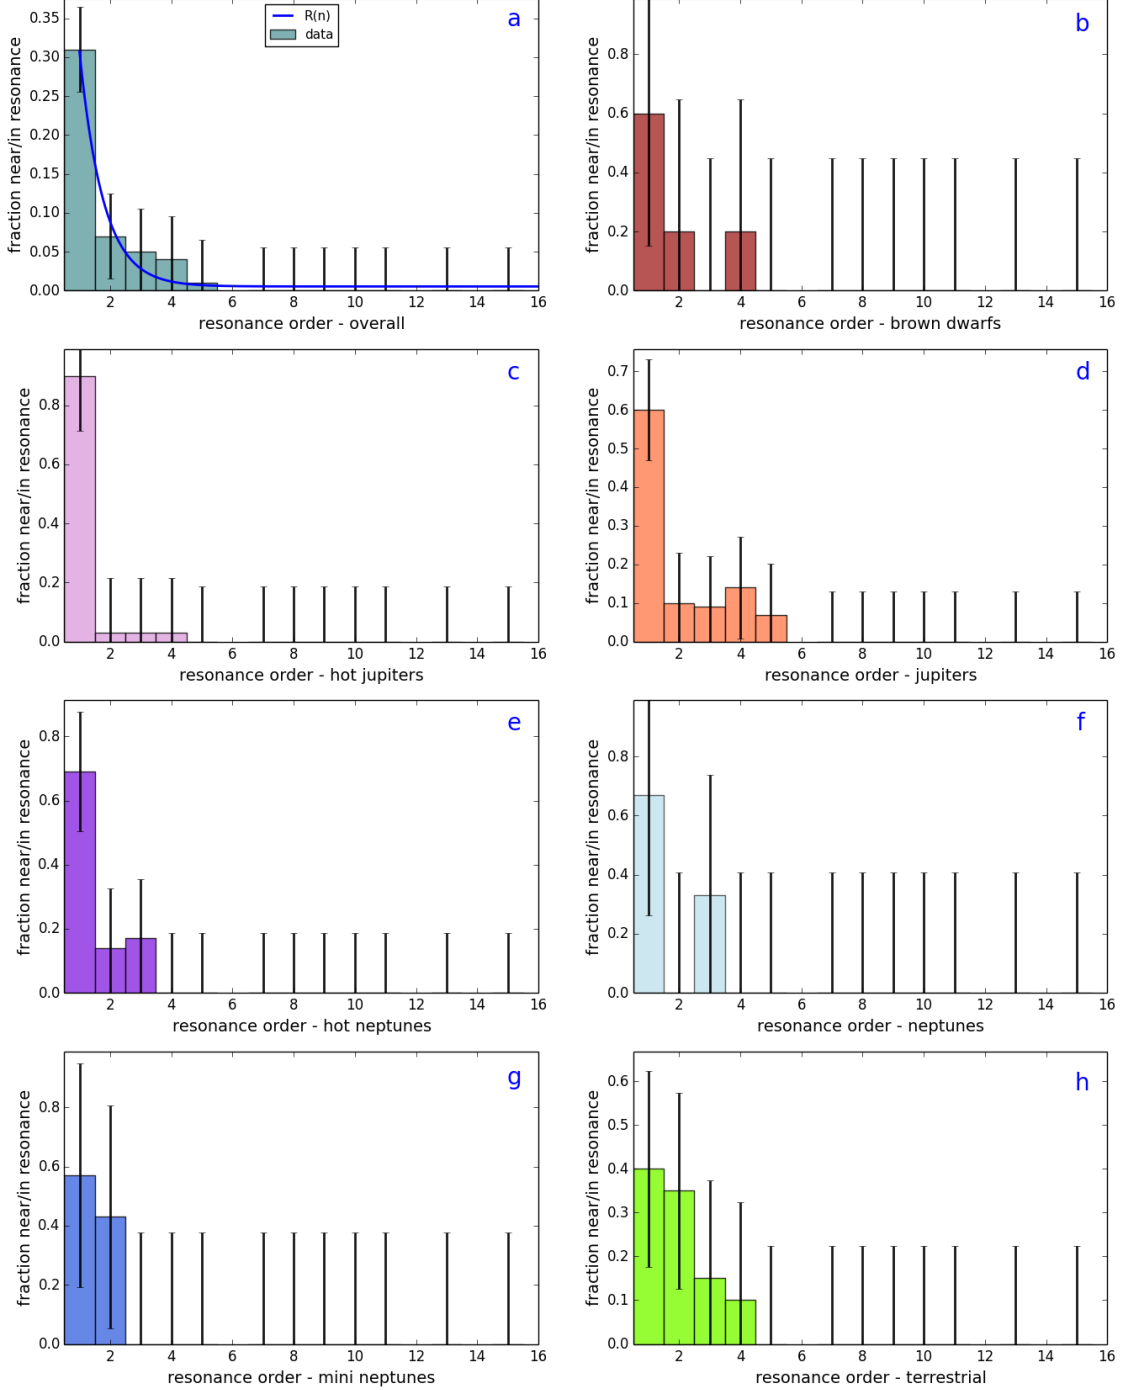 R(n)
data
a
0.35
0.30
0.25
0.20
0.15
0.10
0.05
0.00
fraction near/in resonance
2 4 6 8 10 12 14 16
resonance order - overall
b
0.8
0.6
0.4
0.2
0.0
fraction near/in resonance
2 4 6 8 10 12 14 16
resonance order - brown dwarfs
c
0.8
0.6
0.4
0.2
0.0
fraction near/in resonance
2 4 6 8 10 12 14 16
resonance order - hot jupiters
d
0.7
0.6
0.5
0.4
0.3
0.2
0.1
0.0
fraction near/in resonance
2 4 6 8 10 12 14 16
resonance order - jupiters
e
0.8
0.6
0.4
0.2
0.0
fraction near/in resonance
2 4 6 8 10 12 14 16
resonance order - hot neptunes
f
0.8
0.6
0.4
0.2
0.0
fraction near/in resonance
2 4 6 8 10 12 14 16
resonance order - neptunes
g
0.8
0.6
0.4
0.2
0.0
fraction near/in resonance
2 4 6 8 10 12 14 16
resonance order - mini neptunes
h
0.6
0.5
0.4
0.3
0.2
0.1
0.0
fraction near/in resonance
2 4 6 8 10 12 14 16
resonance order - terrestrial